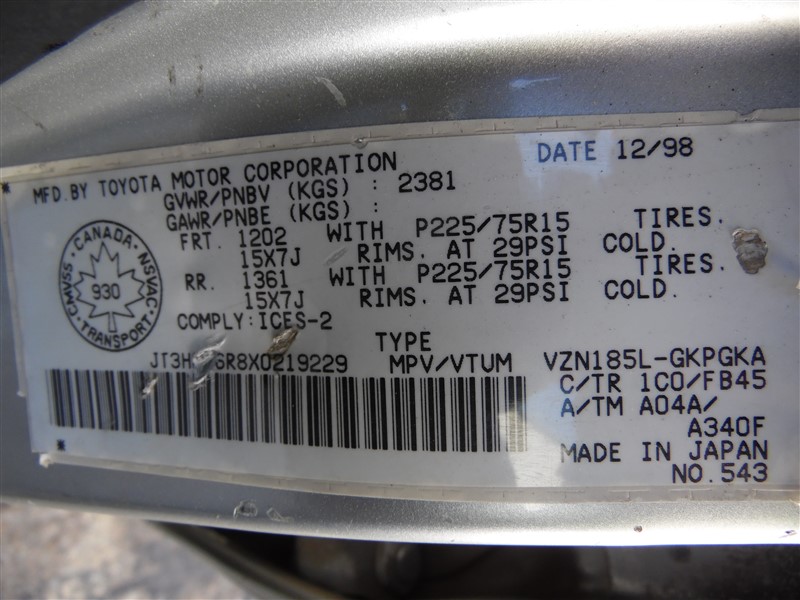 DATE 12/98
MFD.BY TOYOTA MOTOR CORPORATION
GVWR/PNBV (KGS) : 2381
GAWR/PNBE (KGS) :
FRT. 1202 WITH P225/75R15 TIRES.
15X7J RIMS. AT 29PSI COLD.
RR. 1361 WITH P225/75R15 TIRES.
15X7J RIMS. AT 29PSI COLD.
COMPLY:ICES-2
CANADA
CMVSS NSVAC
930
TRANSPORT
TYPE
MPV/VTUM VZN185L-GKPGKA
C/TR 1C0/FB45
A/TM A04A/
A340F
MADE IN JAPAN
NO.543